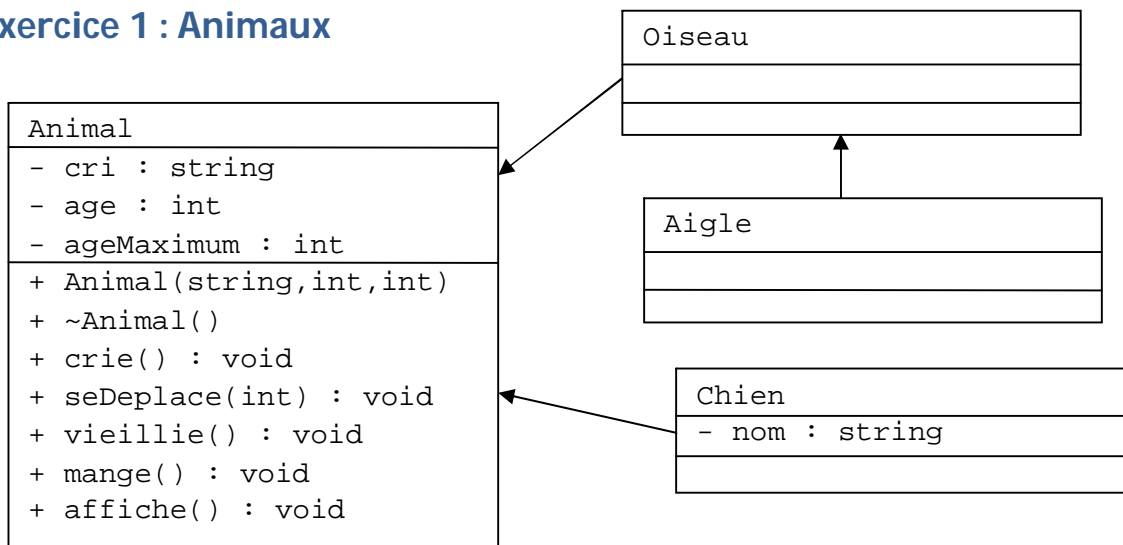 xercice 1 : Animaux
Animal
- cri : string
- age : int
- ageMaximum : int
+ Animal(string,int,int)
+ ~Animal()
+ crie() : void
+ seDeplace(int) : void
+ vieillie() : void
+ mange() : void
+ affiche() : void
Oiseau
Aigle
Chien
- nom : string